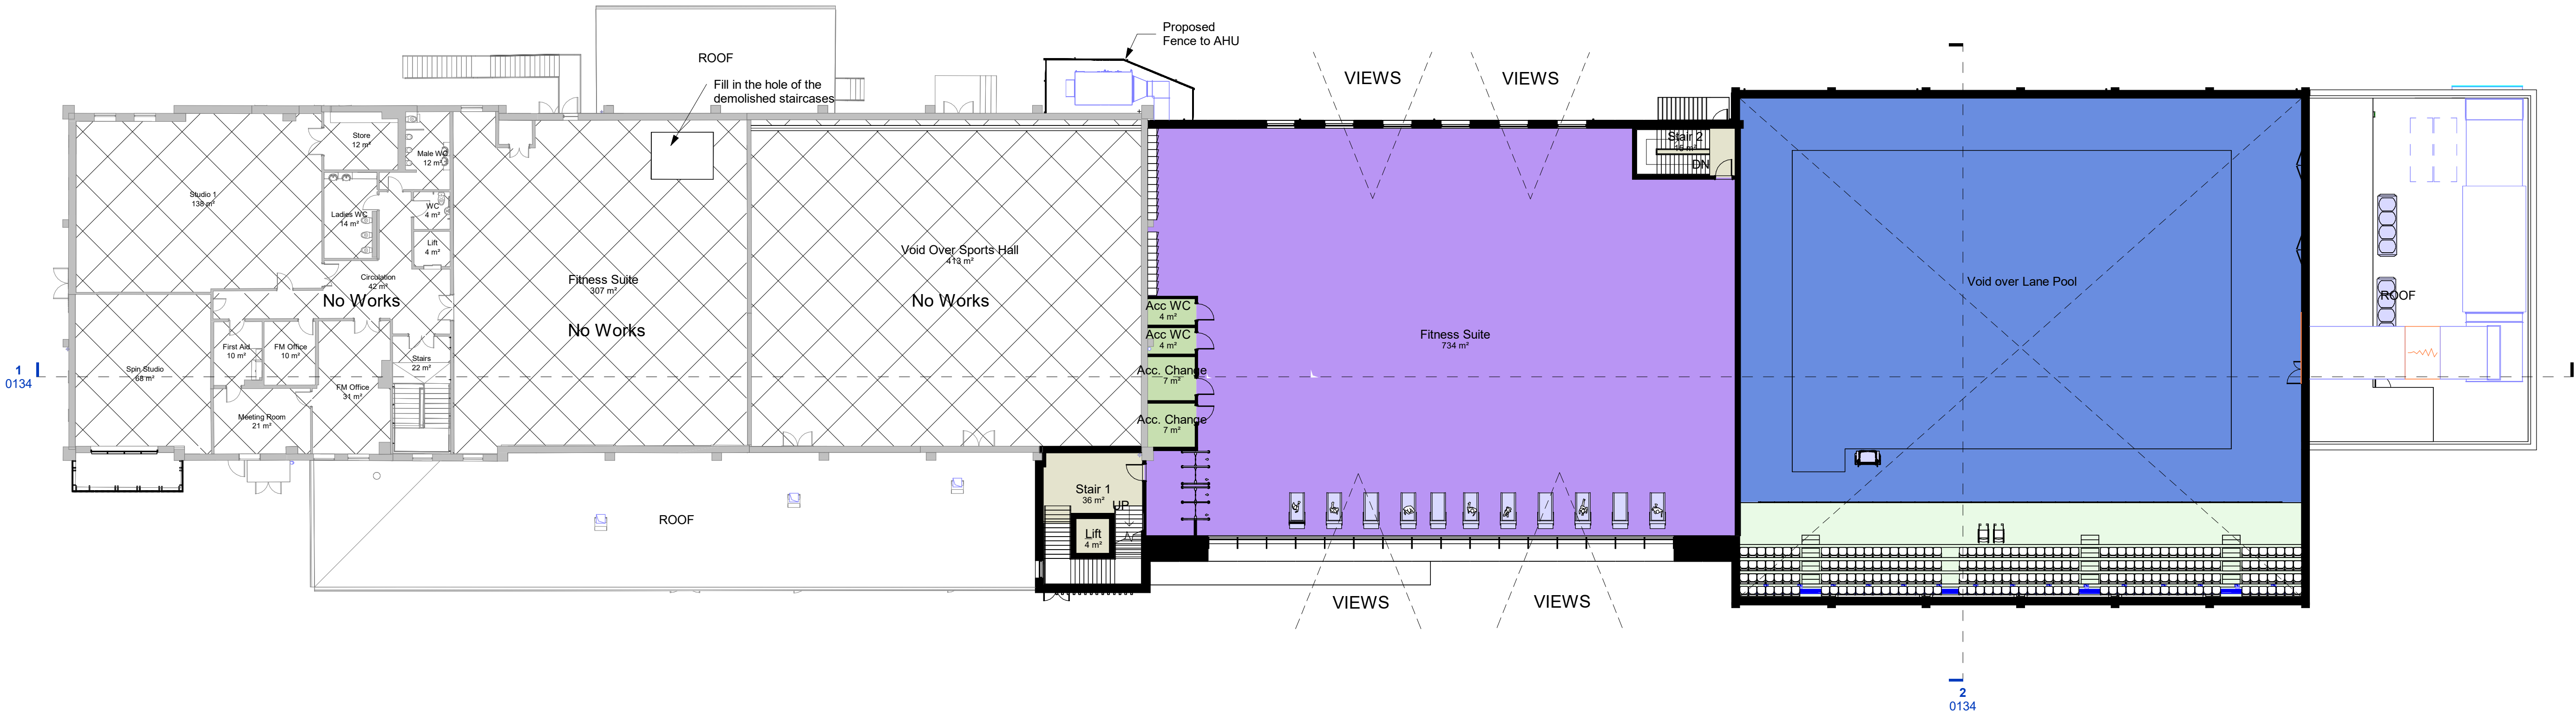 Proposed
Fence to AHU
ROOF
Fill in the hole of the
demolished staircases
VIEWS
VIEWS
Store
12 m²
Male WC
12 m²
Stair 2
16 m²
DN
Studio 1
138 m²
Ladies WC
14 m²
WC
4 m²
Lift
4 m²
Circulation
42 m²
No Works
Fitness Suite
307 m²
No Works
Void Over Sports Hall
413 m²
No Works
Void over Lane Pool
ROOF
Acc WC
4 m²
Acc WC
4 m²
Fitness Suite
734 m²
First Aid
10 m²
FM Office
10 m²
Stairs
22 m²
Acc. Change
7 m²
1
0134
Spin Studio
68 m²
FM Office
31 m²
Meeting Room
21 m²
Acc. Change
7 m²
Stair 1
36 m²
UP
ROOF
Lift
4 m²
VIEWS
VIEWS
2
0134